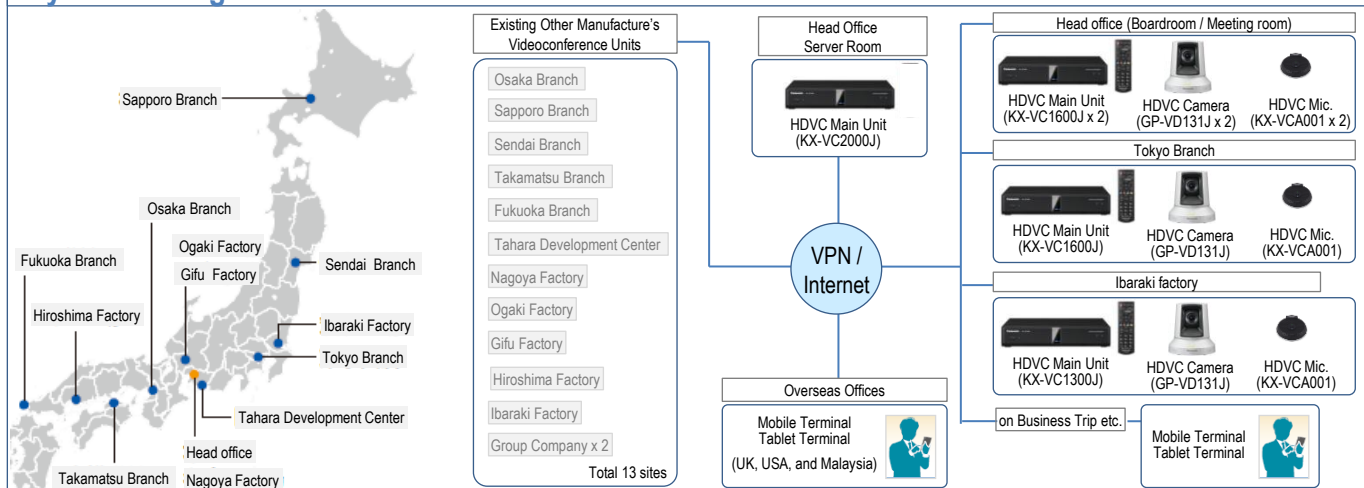 Sapporo Branch
Osaka Branch
Ogaki Factory
Fukuoka Branch
Gifu Factory
Sendai Branch
Hiroshima Factory
Ibaraki Factory
Tokyo Branch
Tahara Development Center
Head office
Takamatsu Branch
Nagoya Factory
Existing Other Manufacture's
Videoconference Units
Osaka Branch
Sapporo Branch
Sendai Branch
Takamatsu Branch
Fukuoka Branch
Tahara Development Center
Nagoya Factory
Ogaki Factory
Gifu Factory
Hiroshima Factory
Ibaraki Factory
Group Company x 2
Total 13 sites
Head Office
Server Room
HDVC Main Unit
(KX-VC2000J)
VPN /
Internet
Overseas Offices
Mobile Terminal
Tablet Terminal
(UK, USA, and Malaysia)
Head office (Boardroom / Meeting room)
HDVC Main Unit
(KX-VC1600J x 2)
HDVC Camera
(GP-VD131J x 2)
HDVC Mic.
(KX-VCA001 x 2)
Tokyo Branch
HDVC Main Unit
(KX-VC1600J)
HDVC Camera
(GP-VD131J)
HDVC Mic.
(KX-VCA001)
Ibaraki factory
HDVC Main Unit
(KX-VC1300J)
HDVC Camera
(GP-VD131J)
HDVC Mic.
(KX-VCA001)
on Business Trip etc.
Mobile Terminal
Tablet Terminal